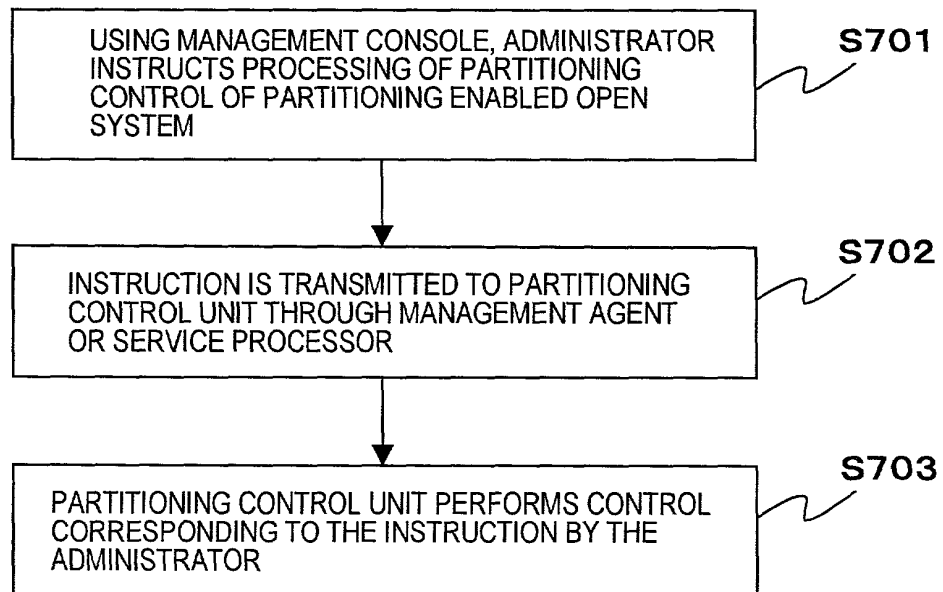 USING MANAGEMENT CONSOLE, ADMINISTRATOR
INSTRUCTS PROCESSING OF PARTITIONING
CONTROL OF PARTITIONING ENABLED OPEN
SYSTEM
S701
INSTRUCTION IS TRANSMITTED TO PARTITIONING
CONTROL UNIT THROUGH MANAGEMENT AGENT
OR SERVICE PROCESSOR
S702
PARTITIONING CONTROL UNIT PERFORMS CONTROL
CORRESPONDING TO THE INSTRUCTION BY THE
ADMINISTRATOR
S703